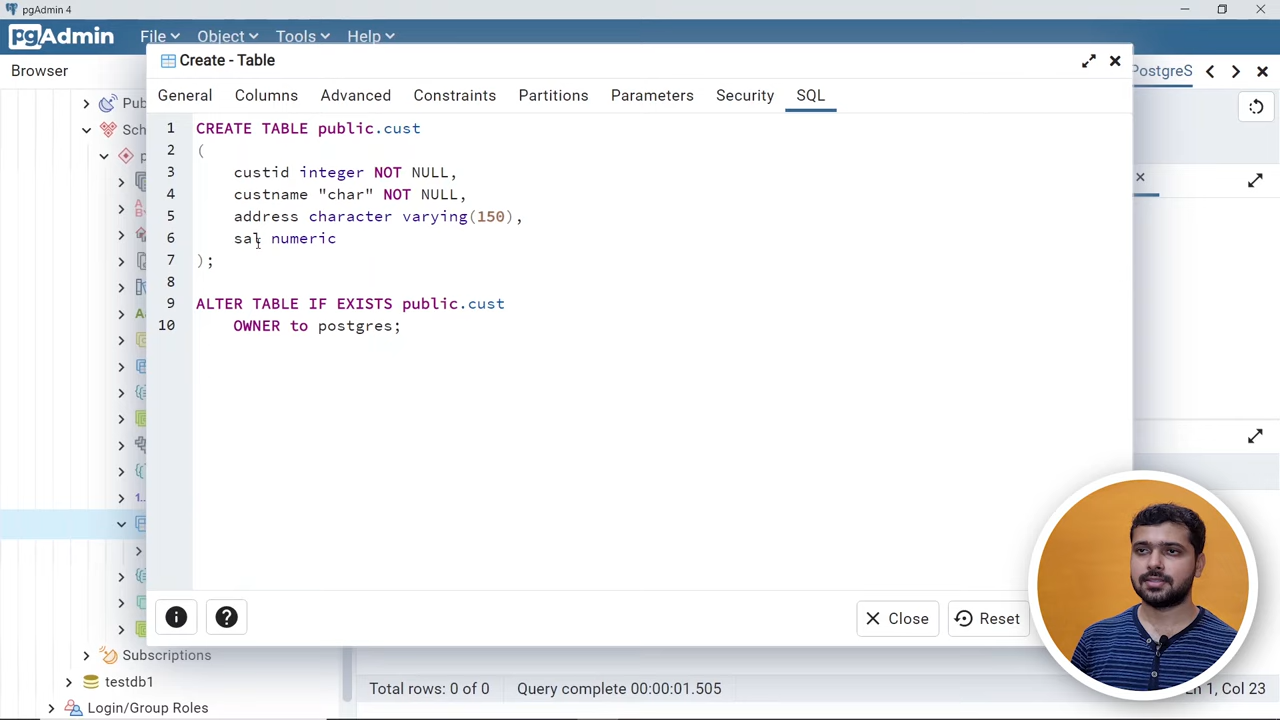 pgAdmin 4
pgAdmin File Object Tools Help
Browser
Create - Table
PostgreS
General Columns Advanced Constraints Partitions Parameters Security SQL
Pub
Sch
1 CREATE TABLE public.cust
2 (
3 custid integer NOT NULL,
4 custname "char" NOT NULL,
5 address character varying(150),
6 sal numeric
7 );
8
9 ALTER TABLE IF EXISTS public.cust
10 OWNER to postgres;
Close Reset
Subscriptions
testdb1
Login/Group Roles
Total rows: 0 of 0 Query complete 00:00:01.505 Ln 1, Col 23